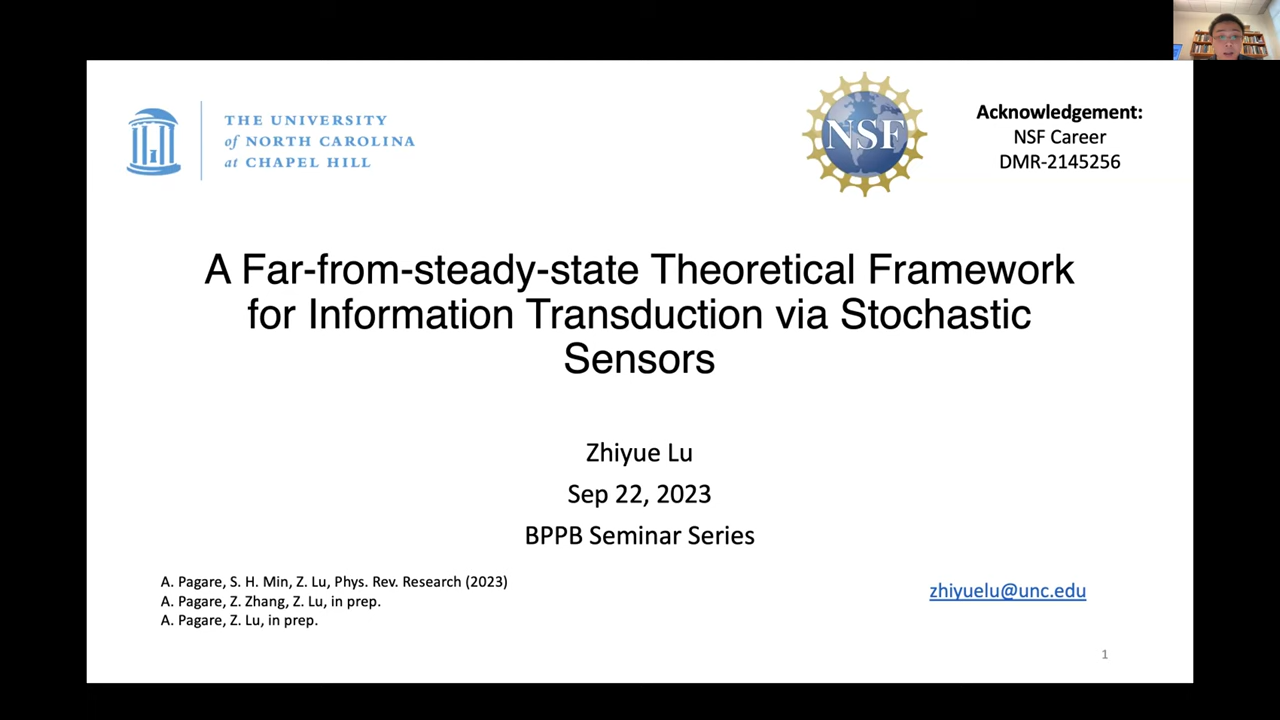 THE UNIVERSITY
of NORTH CAROLINA
at CHAPEL HILL
NSF
Acknowledgement:
NSF Career
DMR-2145256
A Far-from-steady-state Theoretical Framework
for Information Transduction via Stochastic
Sensors
Zhiyue Lu
Sep 22, 2023
BPPB Seminar Series
A. Pagare, S. H. Min, Z. Lu, Phys. Rev. Research (2023)
A. Pagare, Z. Zhang, Z. Lu, in prep.
A. Pagare, Z. Lu, in prep.
zhiyuelu@unc.edu
1